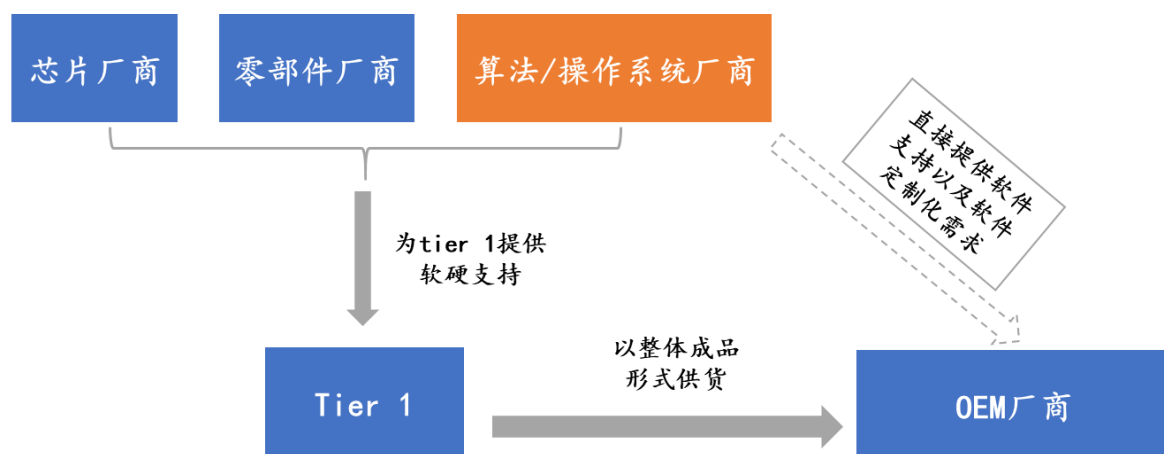 芯片厂商
零部件厂商
算法/操作系统厂商
直接提供软件
支持以及软件
定制化需求
为tier 1提供
软硬支持
以整体成品
形式供货
Tier 1
OEM厂商